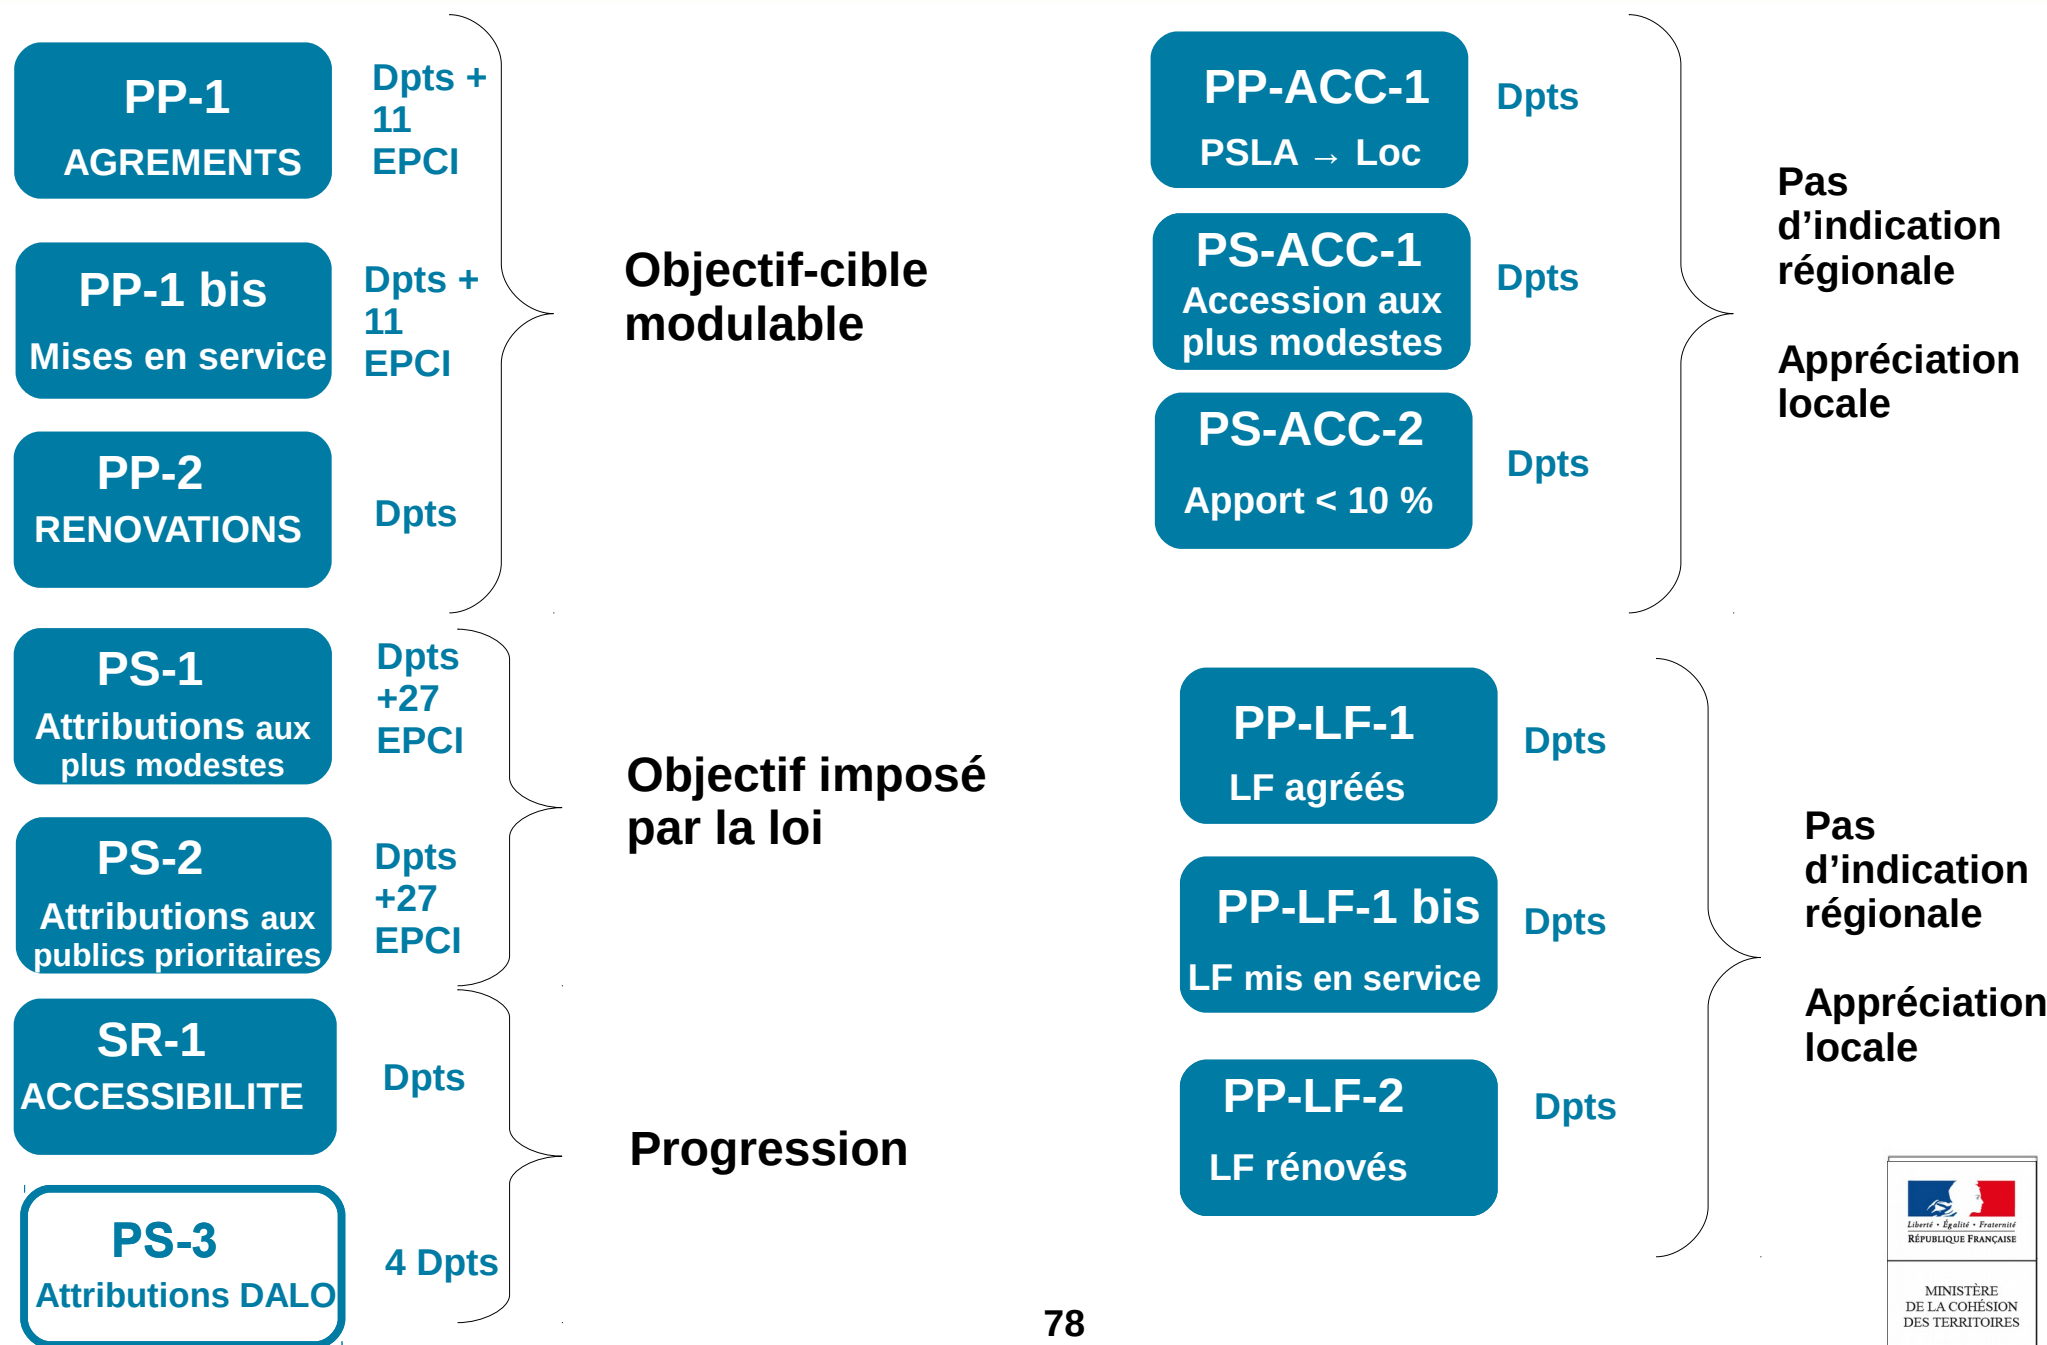 PP-1
AGREMENTS
Dpts +
11
EPCI
PP-1 bis
Mises en service
Dpts +
11
EPCI
PP-2
RENOVATIONS
Dpts
Objectif-cible
modulable
PS-1
Attributions aux
plus modestes
Dpts
+27
EPCI
PS-2
Attributions aux
publics prioritaires
Dpts
+27
EPCI
Objectif imposé
par la loi
SR-1
ACCESSIBILITE
Dpts
PS-3
Attributions DALO
4 Dpts
Progression
PP-ACC-1
PSLA → Loc
Dpts
PS-ACC-1
Accession aux
plus modestes
Dpts
PS-ACC-2
Apport < 10 %
Dpts
Pas
d’indication
régionale
Appréciation
locale
PP-LF-1
LF agréés
Dpts
PP-LF-1 bis
LF mis en service
Dpts
PP-LF-2
LF rénovés
Dpts
Pas
d’indication
régionale
Appréciation
locale
78
Liberté • Égalité • Fraternité
RÉPUBLIQUE FRANÇAISE
MINISTÈRE
DE LA COHÉSION
DES TERRITOIRES